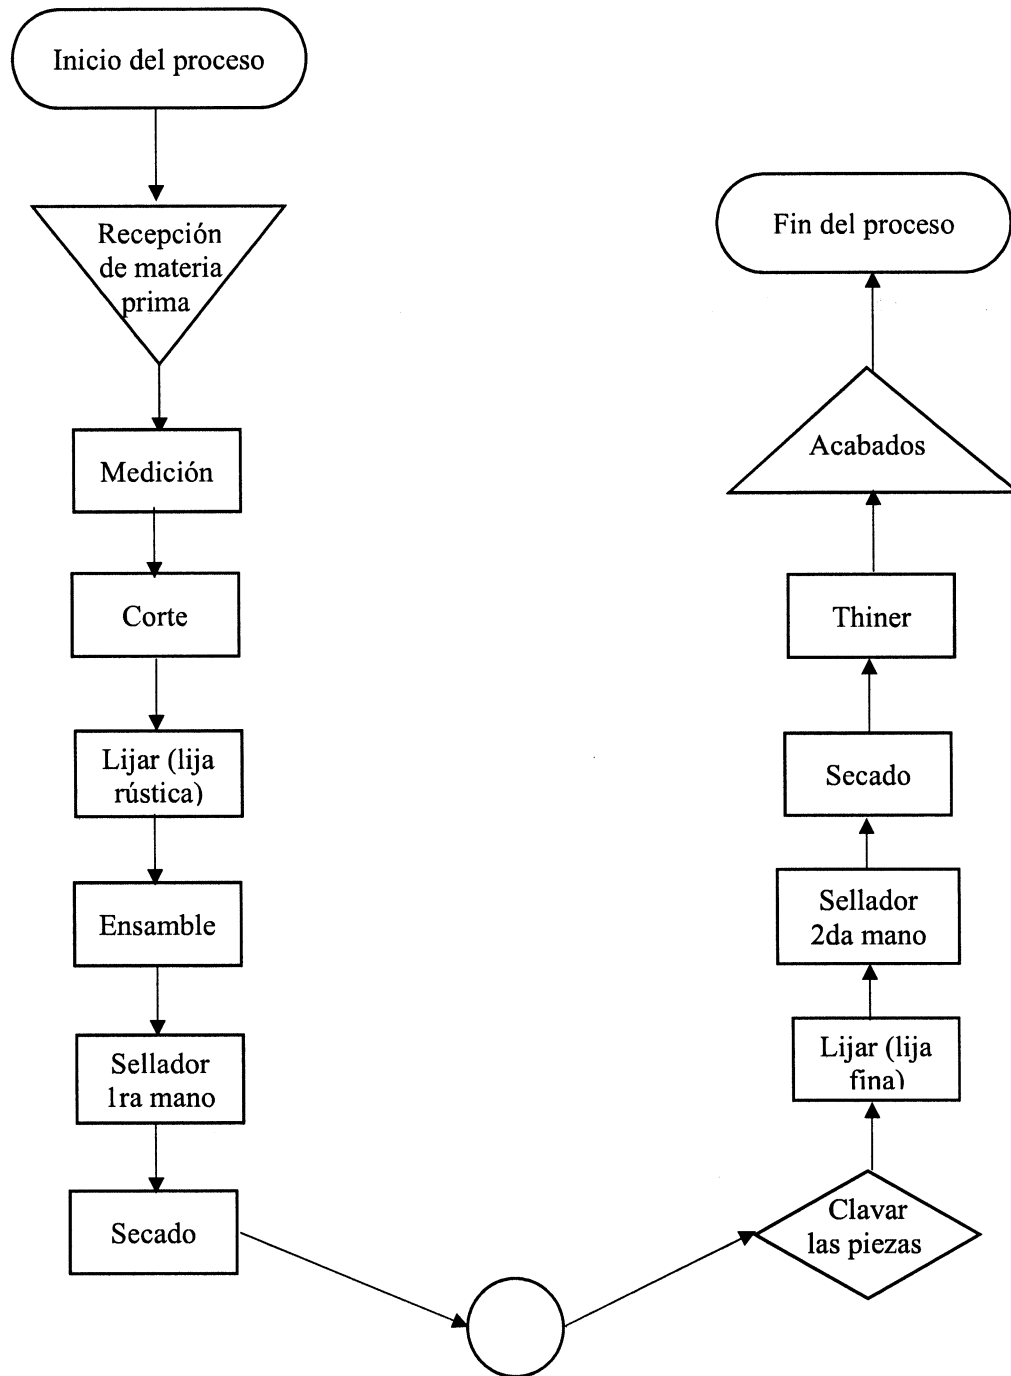 Inicio del proceso
Recepción
de materia
prima
Medición
Corte
Lijar (lija
rústica)
Ensamble
Sellador
1ra mano
Secado
Clavar
las piezas
Lijar (lija
fina)
Sellador
2da mano
Secado
Thiner
Acabados
Fin del proceso